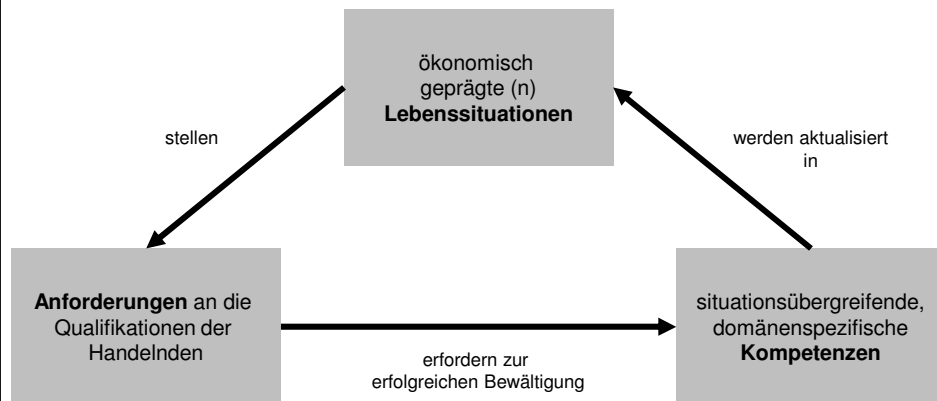 ökonomisch
geprägte (n)
Lebenssituationen
stellen
werden aktualisiert
in
Anforderungen an die
Qualifikationen der
Handelnden
situationsübergreifende,
domänenspezifische
Kompetenzen
erfordern zur
erfolgreichen Bewältigung